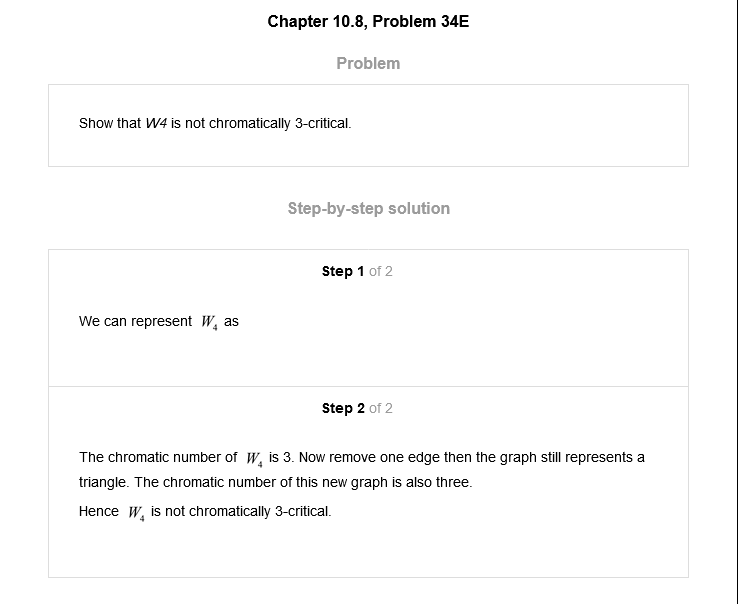 Chapter 10.8, Problem 34E
Problem
Show that W4 is not chromatically 3-critical.
Step-by-step solution
Step 1 of 2
We can represent W₄ as
Step 2 of 2
The chromatic number of W₄ is 3. Now remove one edge then the graph still represents a
triangle. The chromatic number of this new graph is also three.
Hence W₄ is not chromatically 3-critical.